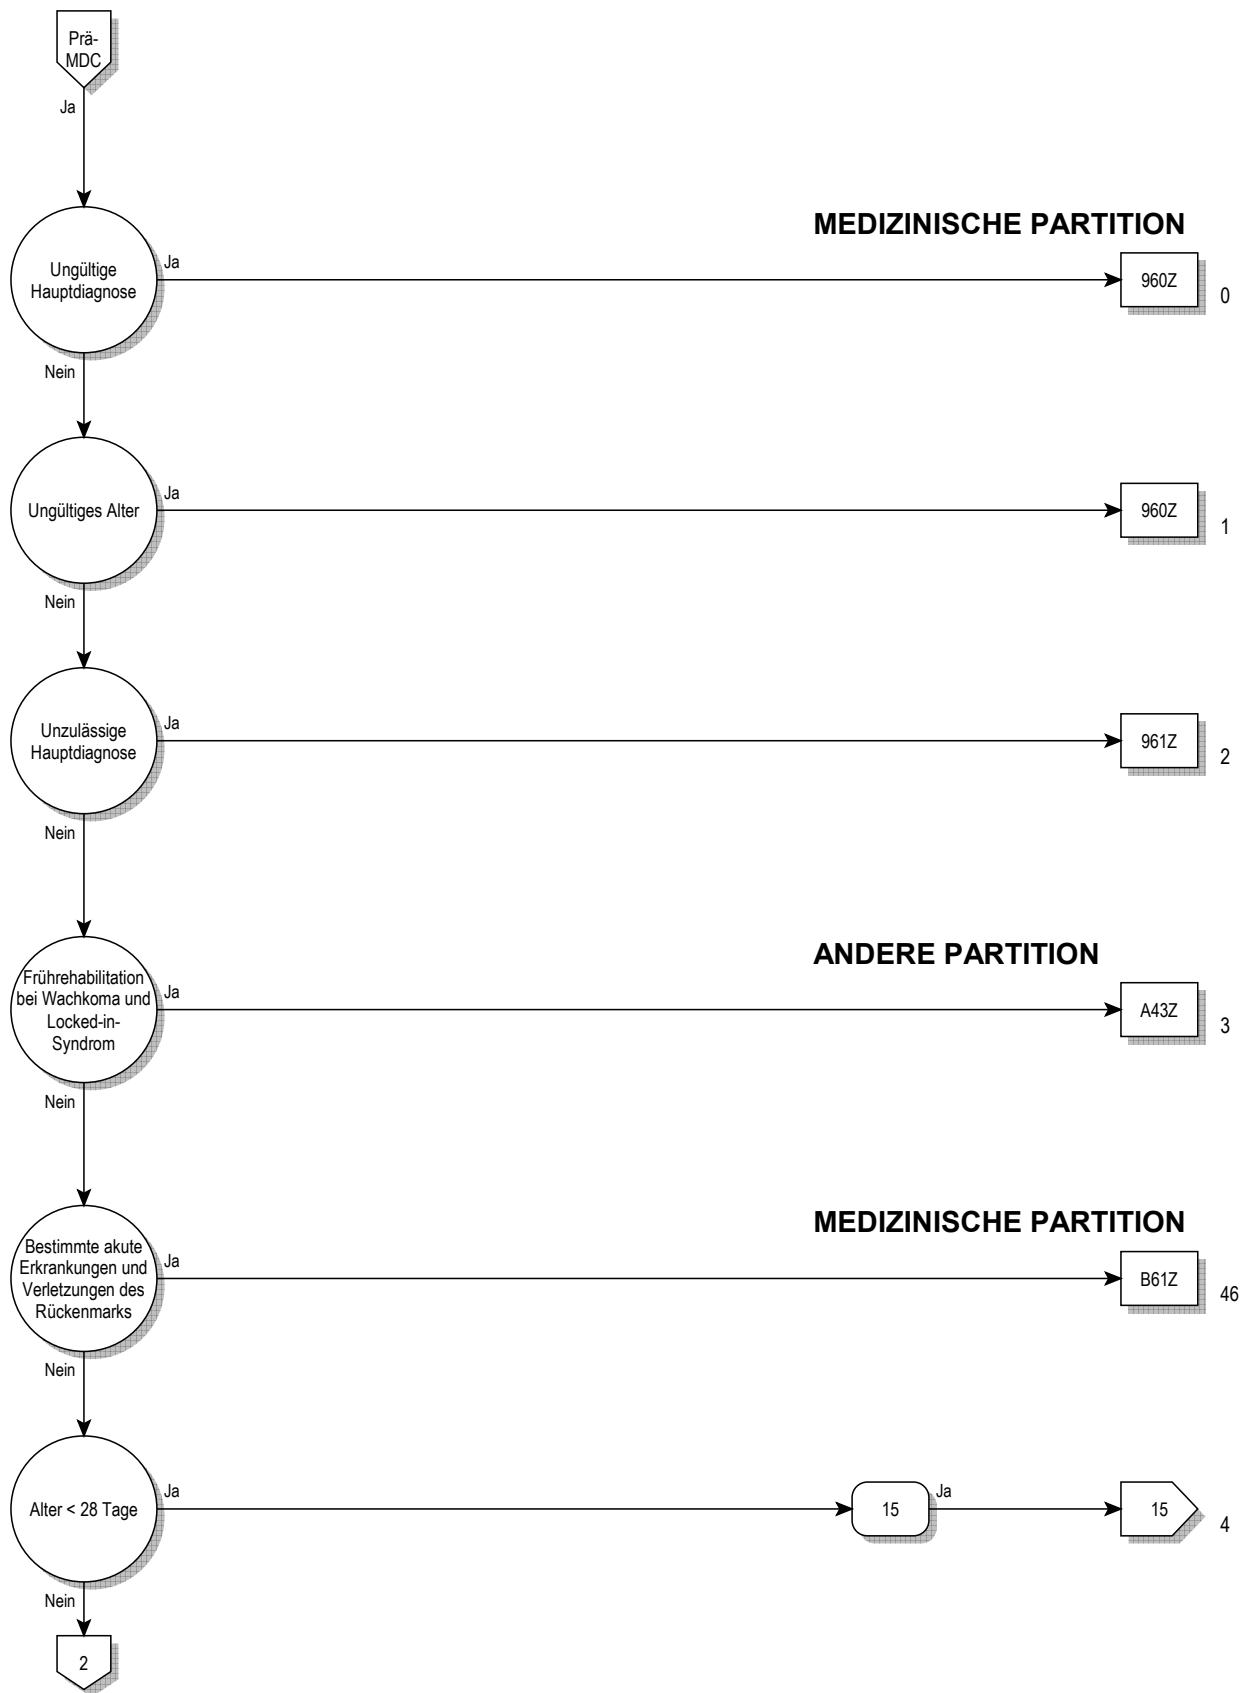 Prä-
MDC
Ja
MEDIZINISCHE PARTITION
Ungültige
Hauptdiagnose
Ja
960Z
0
Nein
Ungültiges Alter
Ja
960Z
1
Nein
Unzulässige
Hauptdiagnose
Ja
961Z
2
Nein
ANDERE PARTITION
Frührehabilitation
bei Wachkoma und
Locked-in-
Syndrom
Ja
A43Z
3
Nein
MEDIZINISCHE PARTITION
Bestimmte akute
Erkrankungen und
Verletzungen des
Rückenmarks
Ja
B61Z
46
Nein
Alter < 28 Tage
Ja
15
Ja
15
4
Nein
2